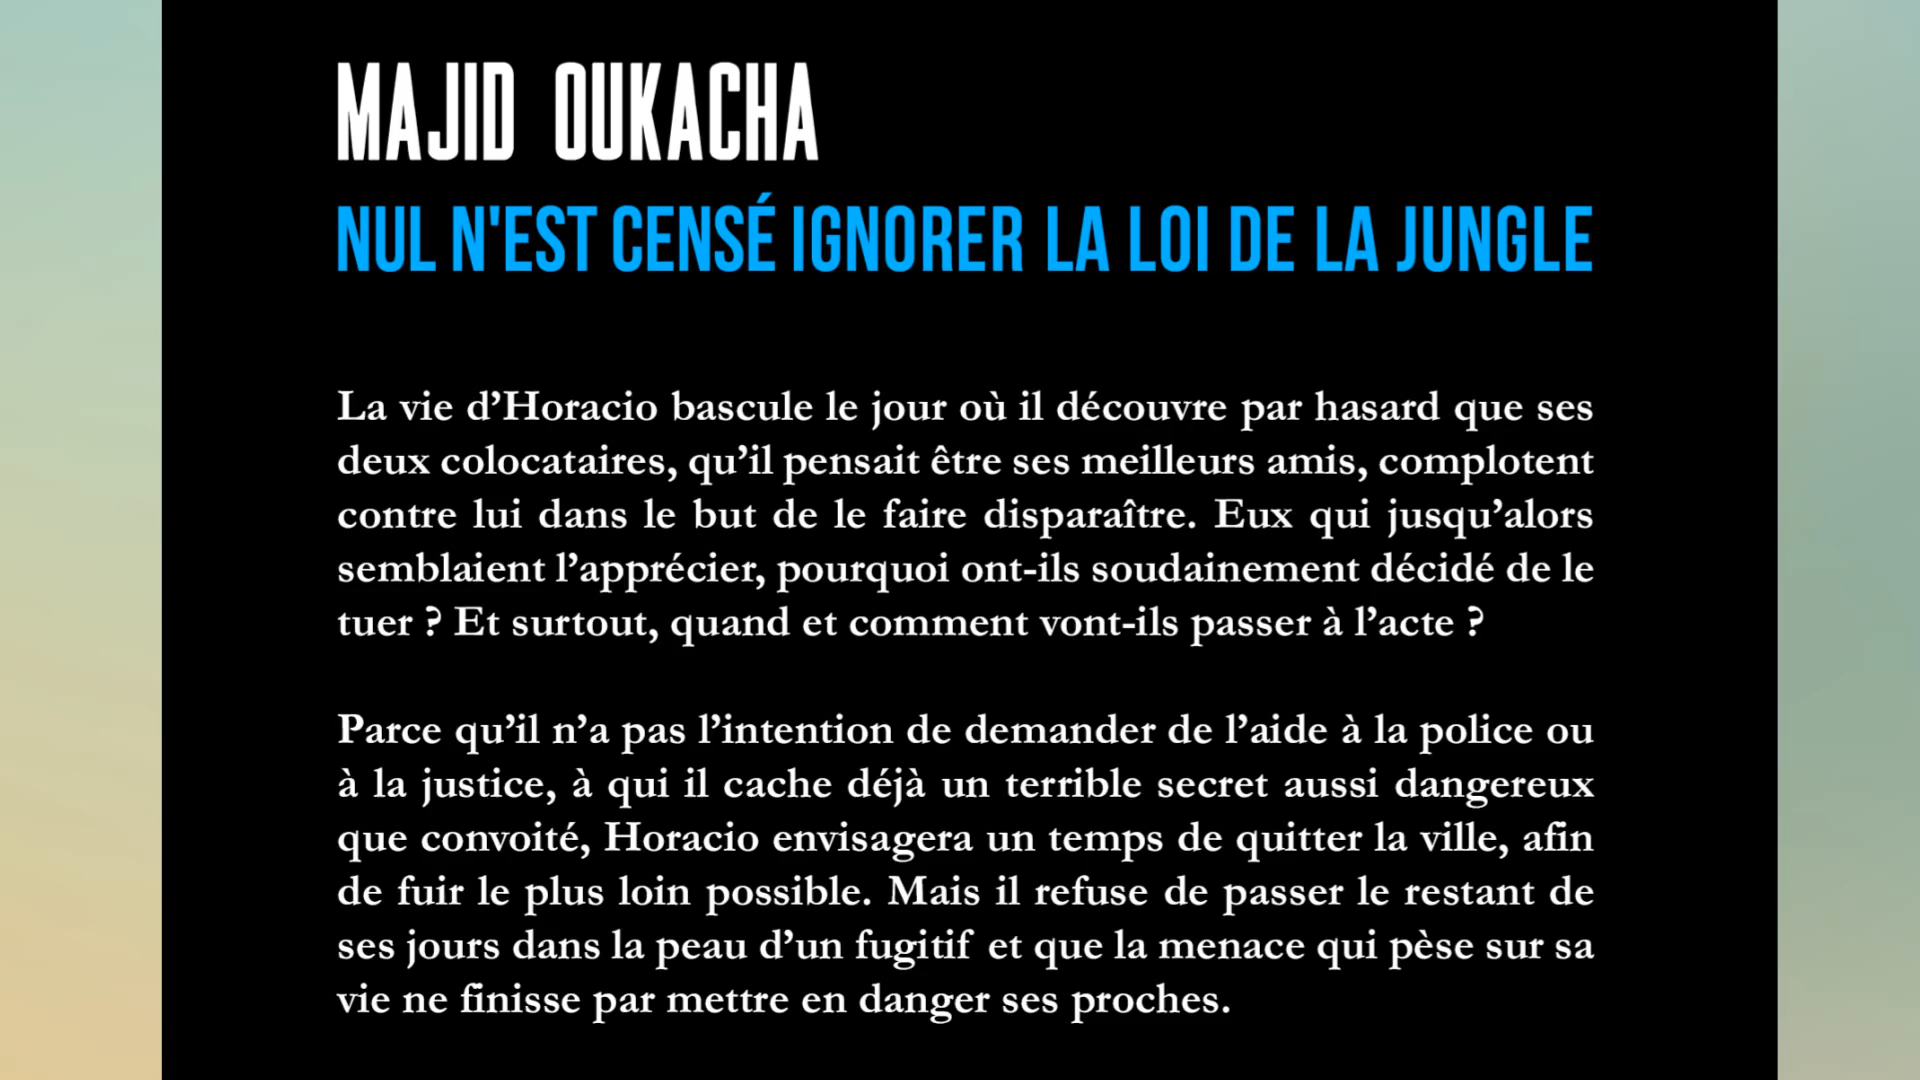 MAJID OUKACHA
NUL N'EST CENSÉ IGNORER LA LOI DE LA JUNGLE
La vie d’Horacio bascule le jour où il découvre par hasard que ses
deux colocataires, qu’il pensait être ses meilleurs amis, complotent
contre lui dans le but de le faire disparaître. Eux qui jusqu’alors
semblaient l’apprécier, pourquoi ont-ils soudainement décidé de le
tuer ? Et surtout, quand et comment vont-ils passer à l’acte ?
Parce qu’il n’a pas l’intention de demander de l’aide à la police ou
à la justice, à qui il cache déjà un terrible secret aussi dangereux
que convoité, Horacio envisagera un temps de quitter la ville, afin
de fuir le plus loin possible. Mais il refuse de passer le restant de
ses jours dans la peau d’un fugitif et que la menace qui pèse sur sa
vie ne finisse par mettre en danger ses proches.